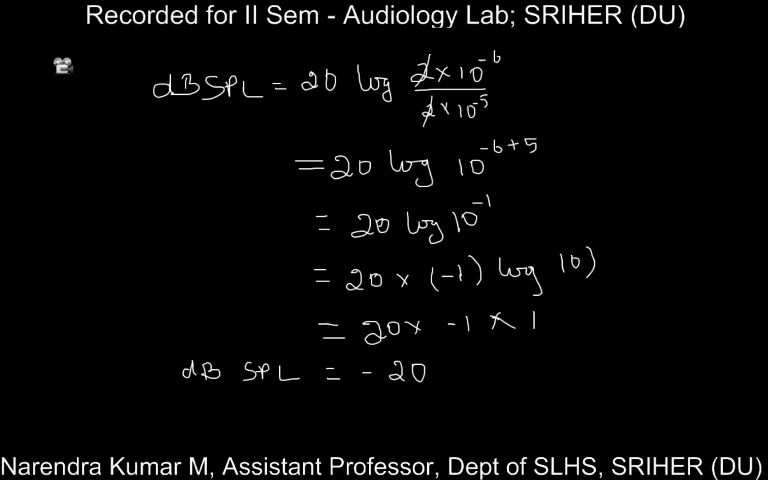 Recorded for II Sem - Audiology Lab; SRIHER (DU)
dB SPL = 20 log 2 × 10^-6 / 2 × 10^-5
= 20 log 10^-6+5
= 20 log 10^-1
= 20 × (-1) log 10)
= 20 × -1 × 1
dB SPL = - 20
Narendra Kumar M, Assistant Professor, Dept of SLHS, SRIHER (DU)